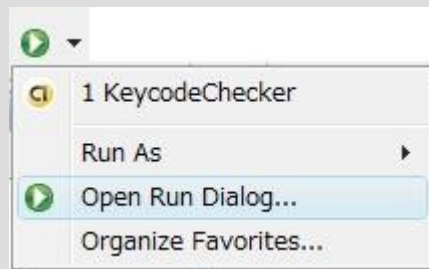 1 KeycodeChecker
Run As
Open Run Dialog...
Organize Favorites...